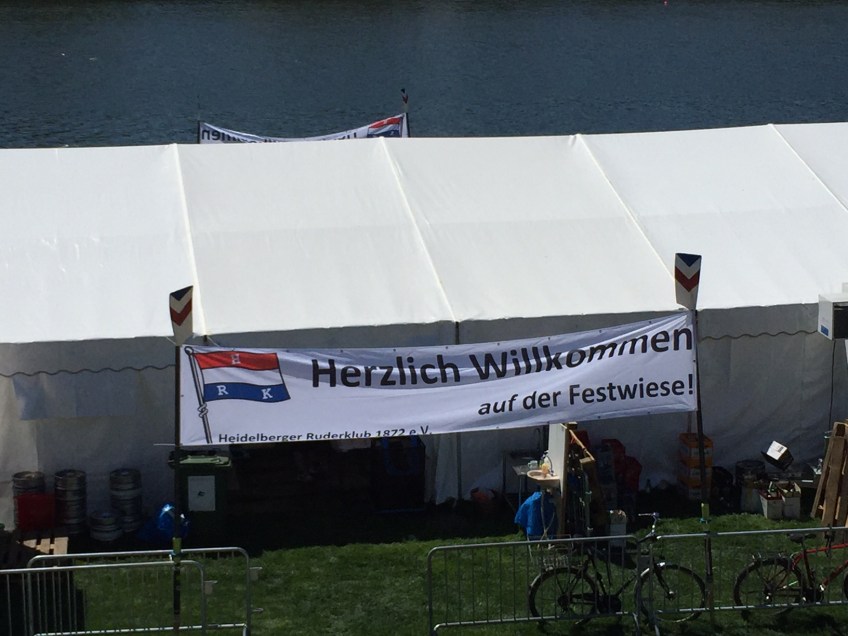 H
R K
Herzlich Willkommen
auf der Festwiese!
Heidelberger Ruderklub 1872 e.V.